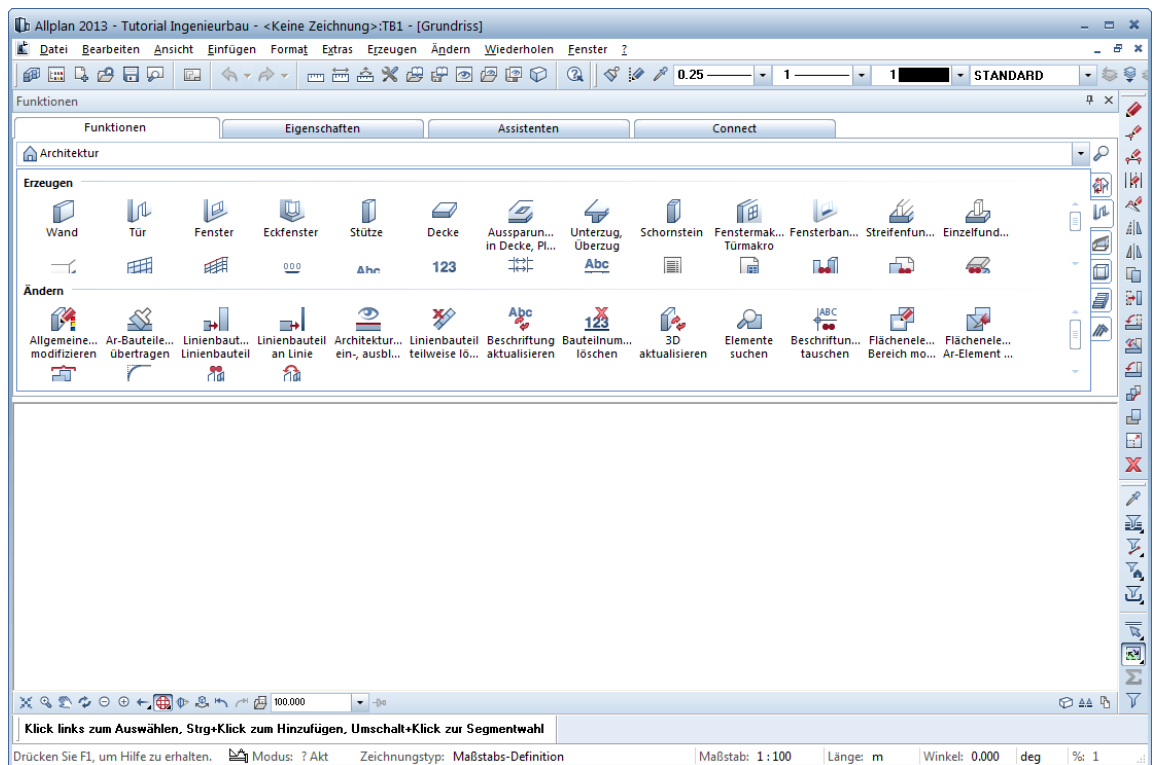 Allplan 2013 - Tutorial Ingenieurbau - <Keine Zeichnung>:TB1 - [Grundriss]
Datei Bearbeiten Ansicht Einfügen Format Extras Erzeugen Ändern Wiederholen Fenster ?
0.25 1 1 STANDARD
Funktionen
Funktionen Eigenschaften Assistenten Connect
Architektur
Erzeugen
Wand Tür Fenster Eckfenster Stütze Decke Aussparun... Unterzug, Schornstein Fenstermak... Fensterban... Streifenfun... Einzelfund...
in Decke, Pl... Überzug Türmakro
000 Abc 123 Abc
Ändern
Abc 123 ABC
Allgemeine... Ar-Bauteile... Linienbaut... Linienbauteil Architektur... Linienbauteil Beschriftung Bauteilnum... 3D Elemente Beschriftun... Flächenele... Flächenele...
modifizieren übertragen Linienbauteil an Linie ein-, ausbl... teilweise lö... aktualisieren löschen aktualisieren suchen tauschen Bereich mo... Ar-Element ...
100.000
Klick links zum Auswählen, Strg+Klick zum Hinzufügen, Umschalt+Klick zur Segmentwahl
Drücken Sie F1, um Hilfe zu erhalten. Modus: ? Akt Zeichnungstyp: Maßstabs-Definition Maßstab: 1:100 Länge: m Winkel: 0.000 deg %: 1